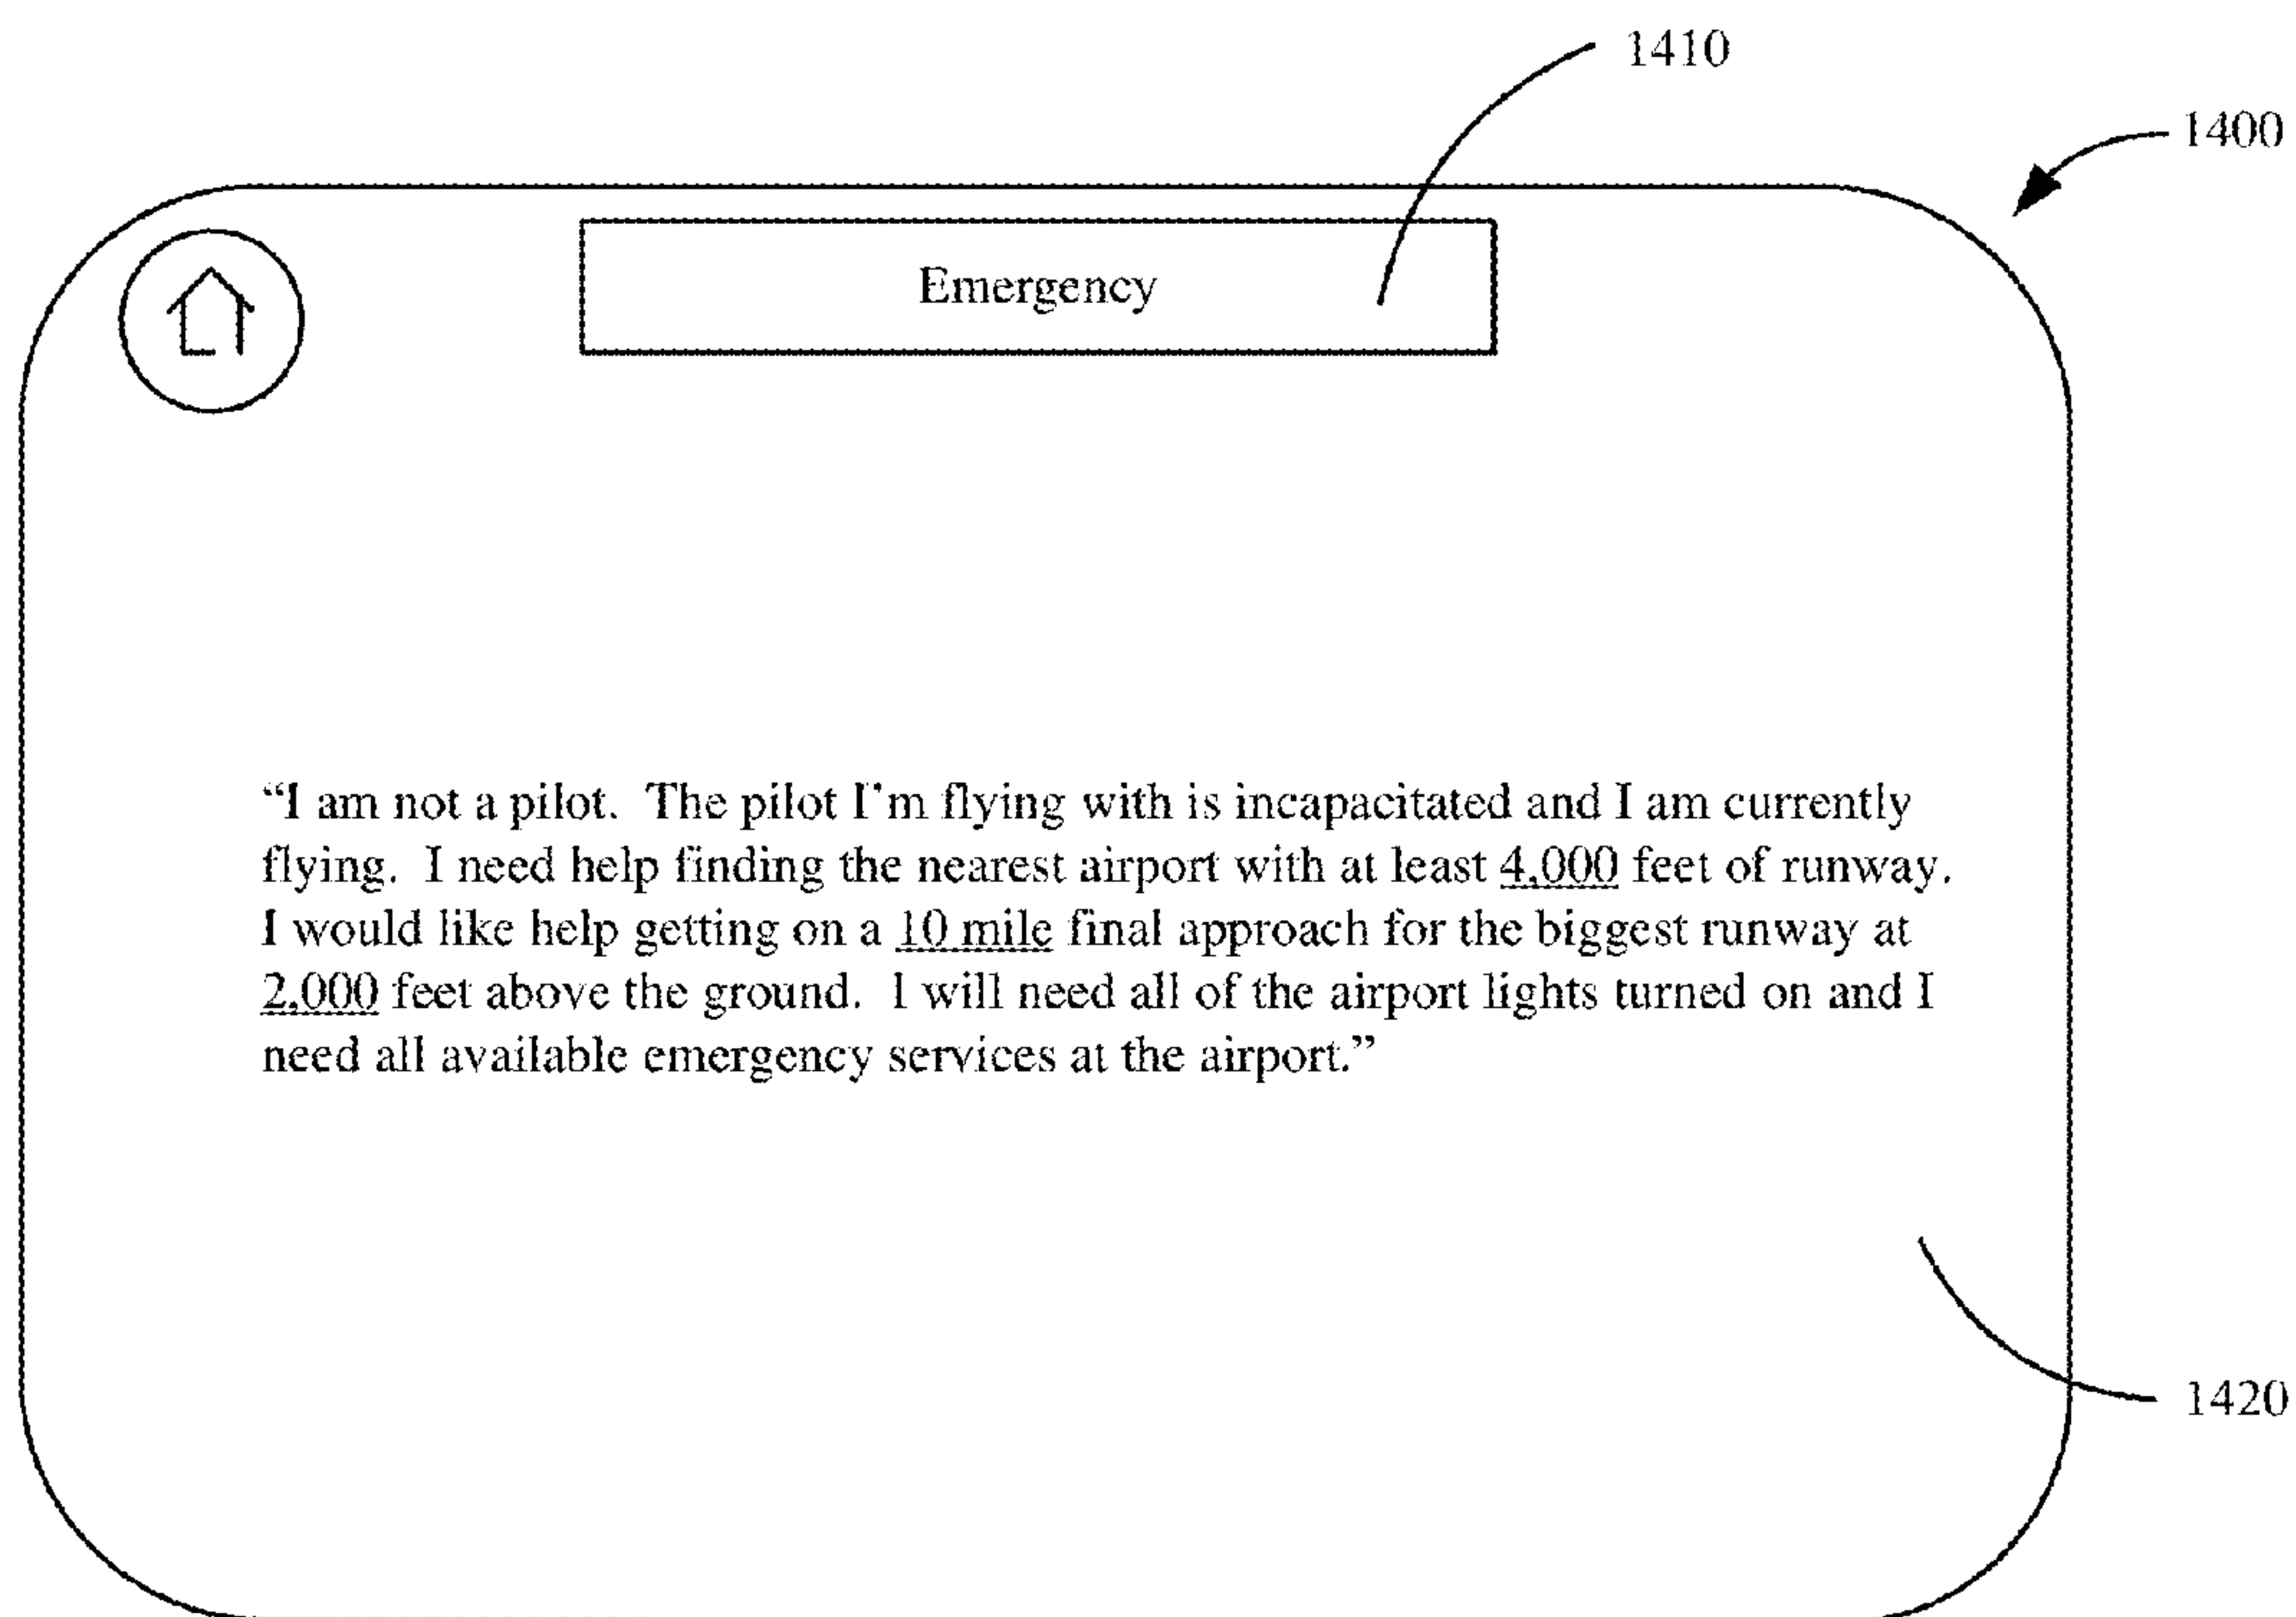 1410
1400
Emergency
“I am not a pilot.  The pilot I'm flying with is incapacitated and I am currently
flying.  I need help finding the nearest airport with at least 4,000 feet of runway.
I would like help getting on a 10 mile final approach for the biggest runway at
2,000 feet above the ground.  I will need all of the airport lights turned on and I
need all available emergency services at the airport.”
1420